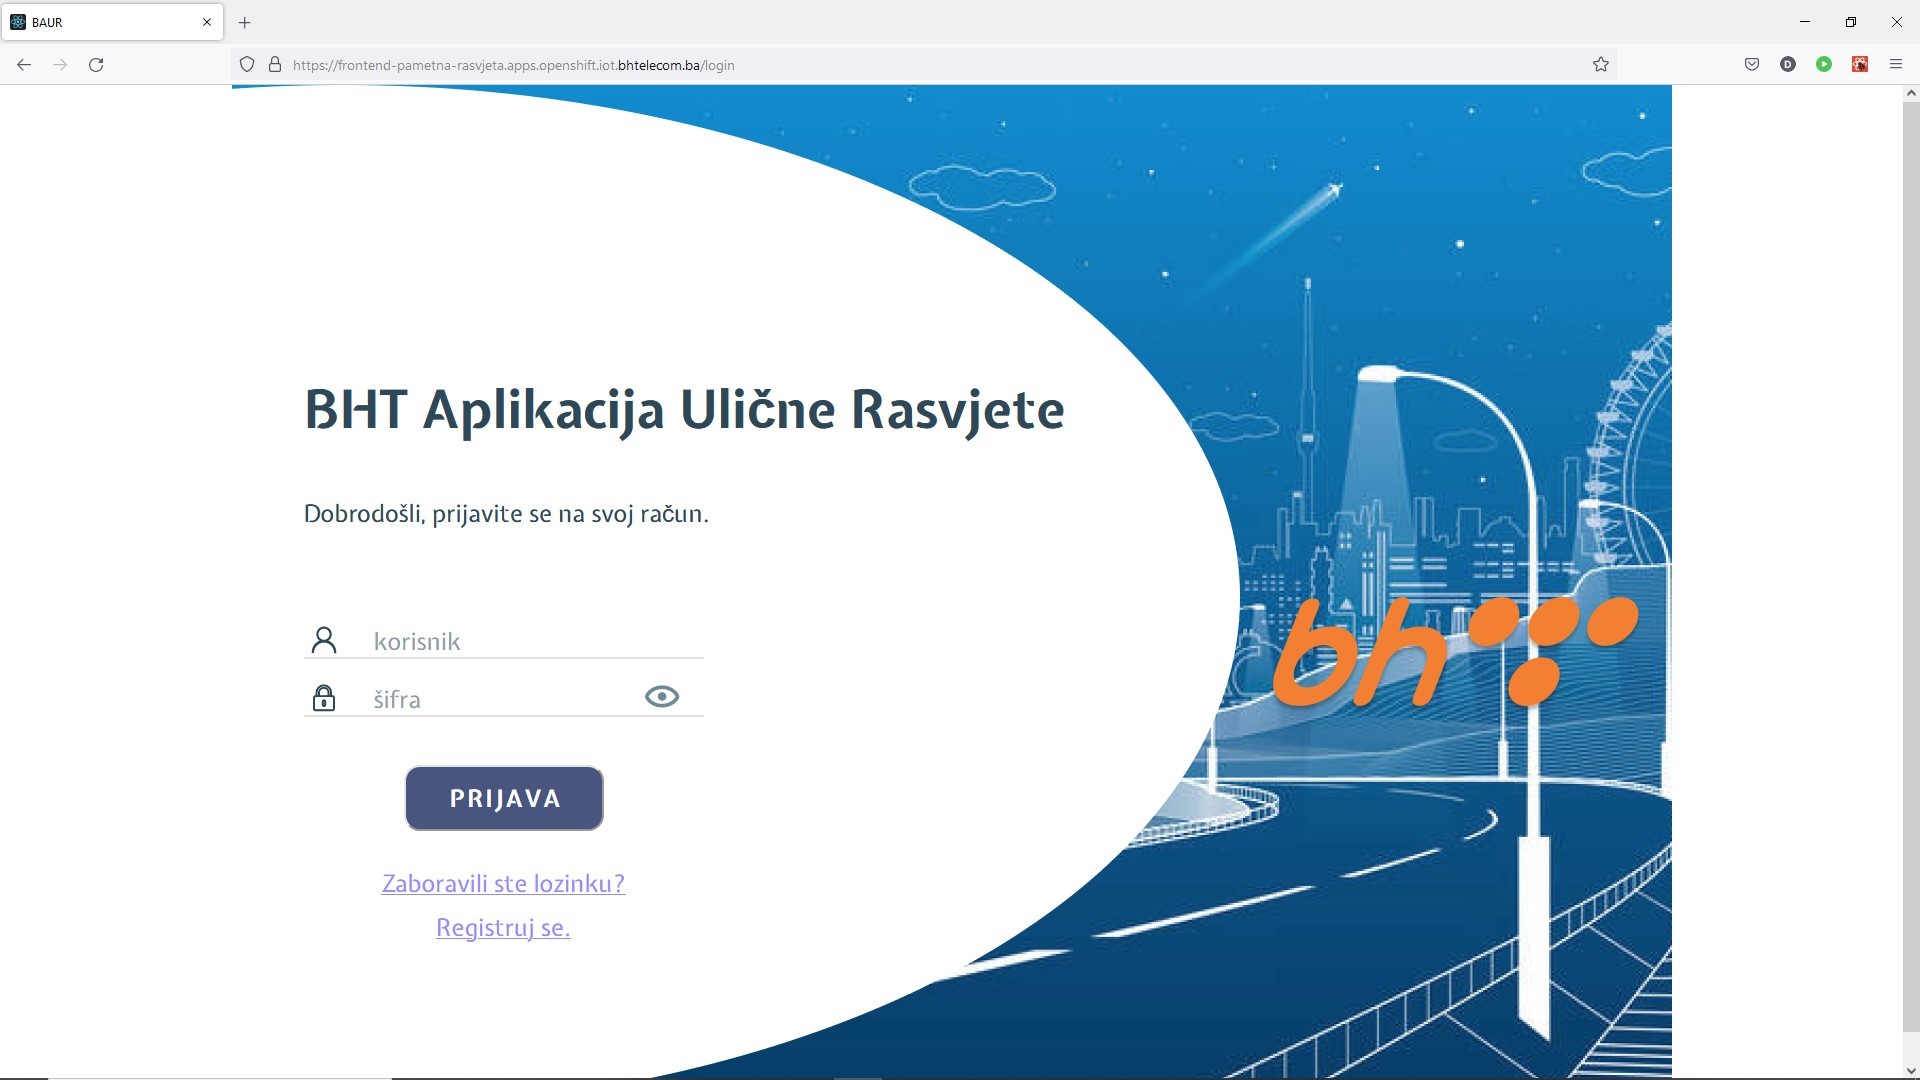 BAUR
https://frontend-pametna-rasvjeta.apps.openshift.iot.bhtelecom.ba/login
BHT Aplikacija Ulične Rasvjete
Dobrodošli, prijavite se na svoj račun.
korisnik
šifra
PRIJAVA
Zaboravili ste lozinku?
Registruj se.
bh
D